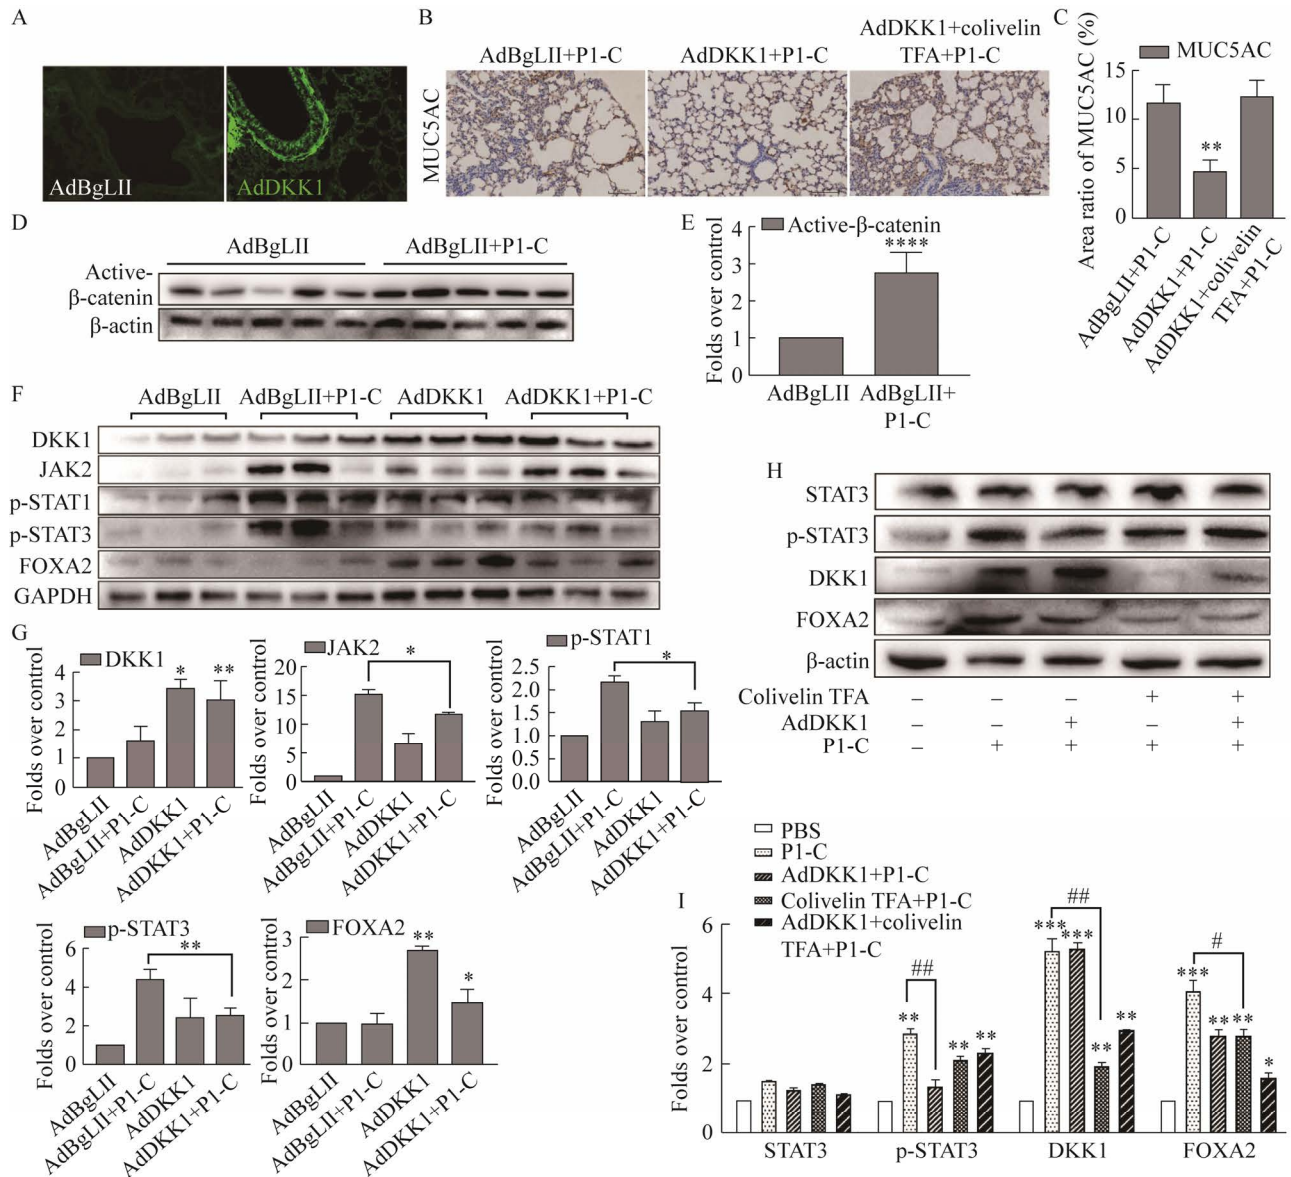 A
AdBgLII
AdDKK1
B
AdBgLII+P1-C
AdDKK1+P1-C
AdDKK1+colivelin
TFA+P1-C
MUC5AC
C
MUC5AC
Area ratio of MUC5AC (%)
15
10
5
0
**
AdBgLII+P1-C
AdDKK1+P1-C
AdDKK1+colivelin
TFA+P1-C
D
AdBgLII
AdBgLII+P1-C
Active-
β-catenin
β-actin
E
Active-β-catenin
Folds over control
4
3
2
1
0
****
AdBgLII
AdBgLII+
P1-C
F
AdBgLII
AdBgLII+P1-C
AdDKK1
AdDKK1+P1-C
DKK1
JAK2
p-STAT1
p-STAT3
FOXA2
GAPDH
G
DKK1
Folds over control
4
3
2
1
0
*
**
AdBgLII
AdBgLII+P1-C
AdDKK1
AdDKK1+P1-C
JAK2
Folds over control
20
15
10
5
0
*
AdBgLII
AdBgLII+P1-C
AdDKK1
AdDKK1+P1-C
p-STAT1
Folds over control
2.5
2.0
1.5
1.0
0.5
0.0
*
AdBgLII
AdBgLII+P1-C
AdDKK1
AdDKK1+P1-C
p-STAT3
Folds over control
6
4
2
0
**
AdBgLII
AdBgLII+P1-C
AdDKK1
AdDKK1+P1-C
FOXA2
Folds over control
3
2
1
0
**
*
AdBgLII
AdBgLII+P1-C
AdDKK1
AdDKK1+P1-C
H
STAT3
p-STAT3
DKK1
FOXA2
β-actin
Colivelin TFA – – – + +
AdDKK1 – – + – +
P1-C – + + + +
I
PBS
P1-C
AdDKK1+P1-C
Colivelin TFA+P1-C
AdDKK1+colivelin
TFA+P1-C
Folds over control
6
4
2
0
##
** ** **
##
*** *** ** **
#
*** ** ** *
STAT3
p-STAT3
DKK1
FOXA2